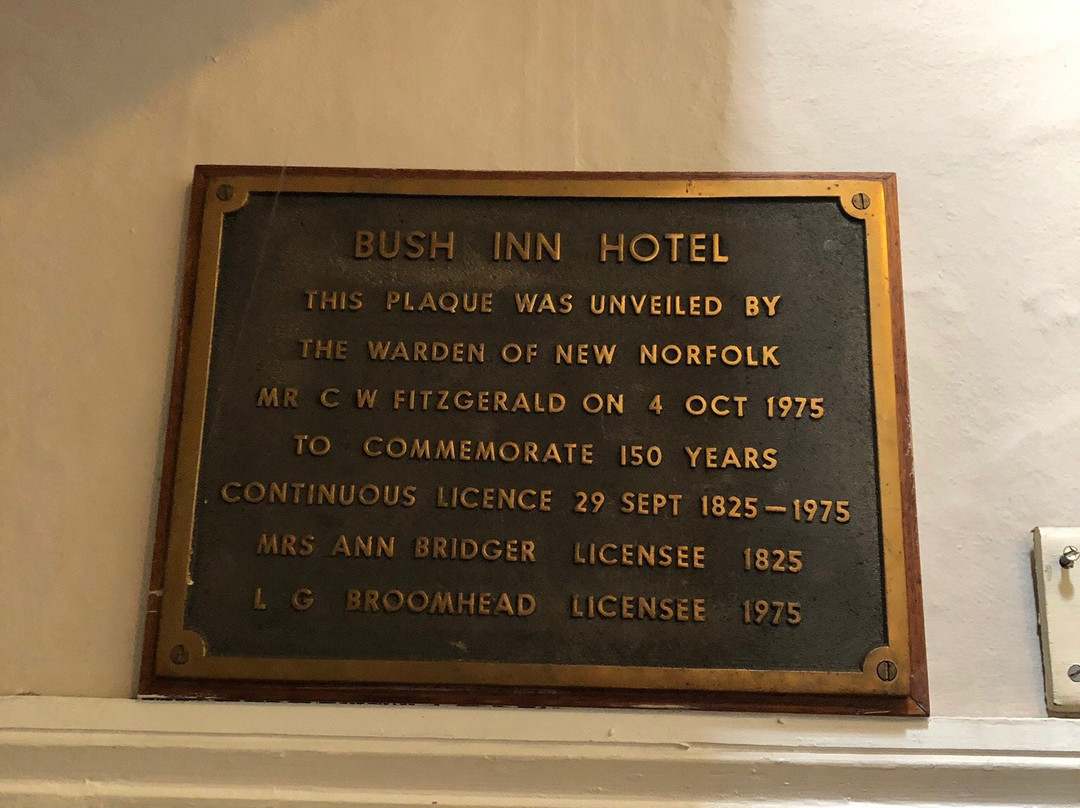 BUSH INN HOTEL
THIS PLAQUE WAS UNVEILED BY
THE WARDEN OF NEW NORFOLK
MR C W FITZGERALD ON 4 OCT 1975
TO COMMEMORATE 150 YEARS
CONTINUOUS LICENCE 29 SEPT 1825-1975
MRS ANN BRIDGER LICENSEE 1825
L G BROOMHEAD LICENSEE 1975